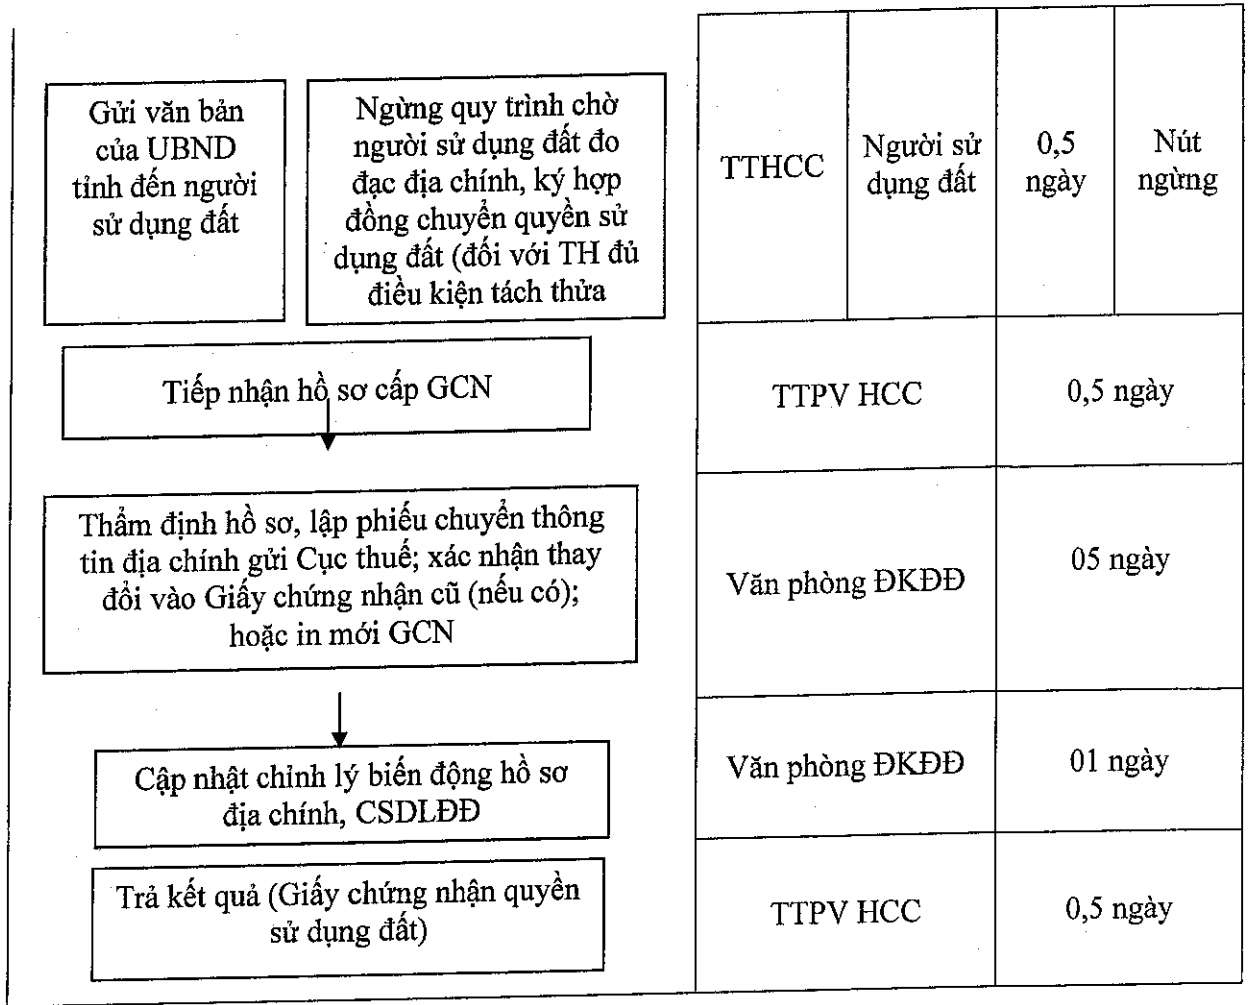 Gửi văn bản
của UBND
tỉnh đến người
sử dụng đất
Ngừng quy trình chờ
người sử dụng đất đo
đạc địa chính, ký hợp
đồng chuyển quyền sử
dụng đất (đối với TH đủ
điều kiện tách thửa
TTHCC
Người sử
dụng đất
0,5
ngày
Nút
ngừng
Tiếp nhận hồ sơ cấp GCN
TTPV HCC
0,5 ngày
Thẩm định hồ sơ, lập phiếu chuyển thông
tin địa chính gửi Cục thuế; xác nhận thay
đổi vào Giấy chứng nhận cũ (nếu có);
hoặc in mới GCN
Văn phòng ĐKĐĐ
05 ngày
Cập nhật chỉnh lý biến động hồ sơ
địa chính, CSDLĐĐ
Văn phòng ĐKĐĐ
01 ngày
Trả kết quả (Giấy chứng nhận quyền
sử dụng đất)
TTPV HCC
0,5 ngày